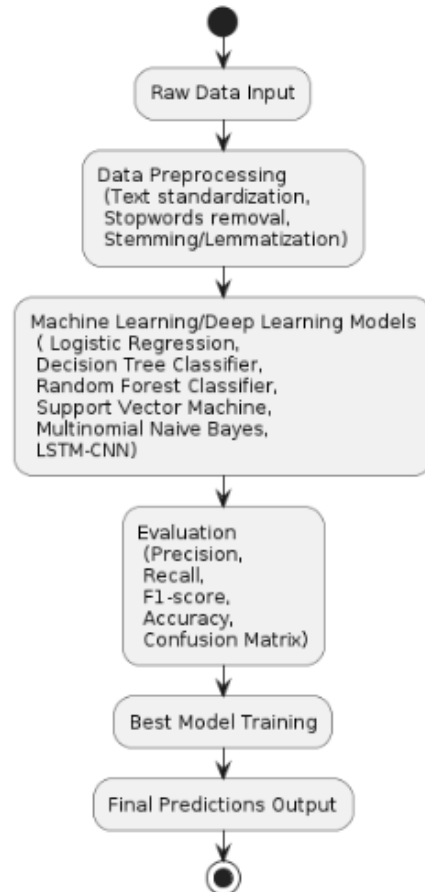 Raw Data Input
Data Preprocessing
(Text standardization,
Stopwords removal,
Stemming/Lemmatization)
Machine Learning/Deep Learning Models
( Logistic Regression,
Decision Tree Classifier,
Random Forest Classifier,
Support Vector Machine,
Multinomial Naive Bayes,
LSTM-CNN)
Evaluation
(Precision,
Recall,
F1-score,
Accuracy,
Confusion Matrix)
Best Model Training
Final Predictions Output